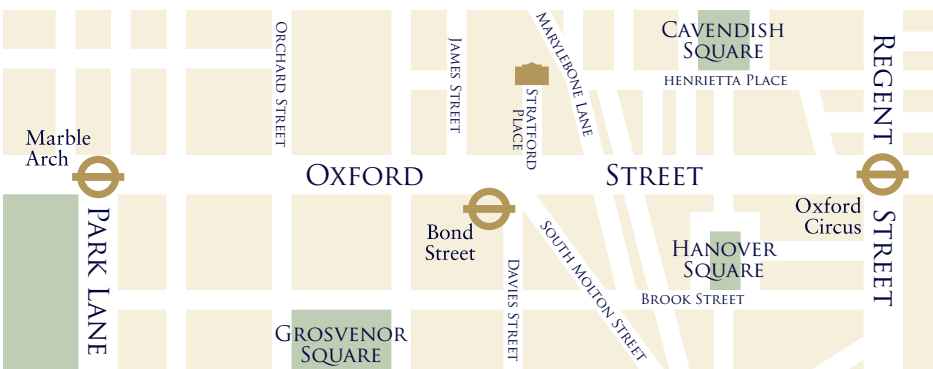 CAVENDISH
SQUARE
HENRIETTA PLACE
ORCHARD STREET
JAMES STREET
MARYLEBONE LANE
STRATFORD
PLACE
REGENT STREET
Marble
Arch
OXFORD STREET
PARK LANE
Bond
Street
Oxford
Circus
SOUTH MOLTON STREET
HANOVER
SQUARE
BROOK STREET
DAVIES STREET
GROSVENOR
SQUARE